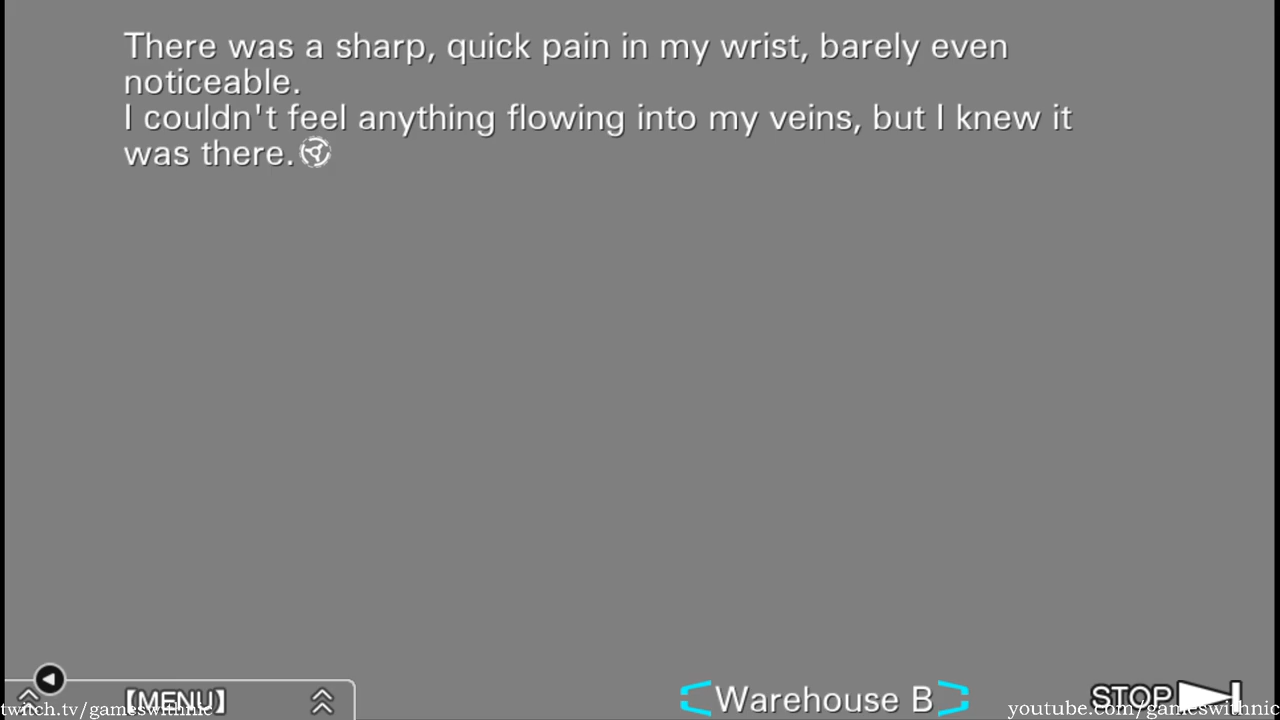 There was a sharp, quick pain in my wrist, barely even
noticeable.
I couldn't feel anything flowing into my veins, but I knew it
was there.
【MENU】
Warehouse B
STOP
twitch.tv/gameswithnic
youtube.com/gameswithnic